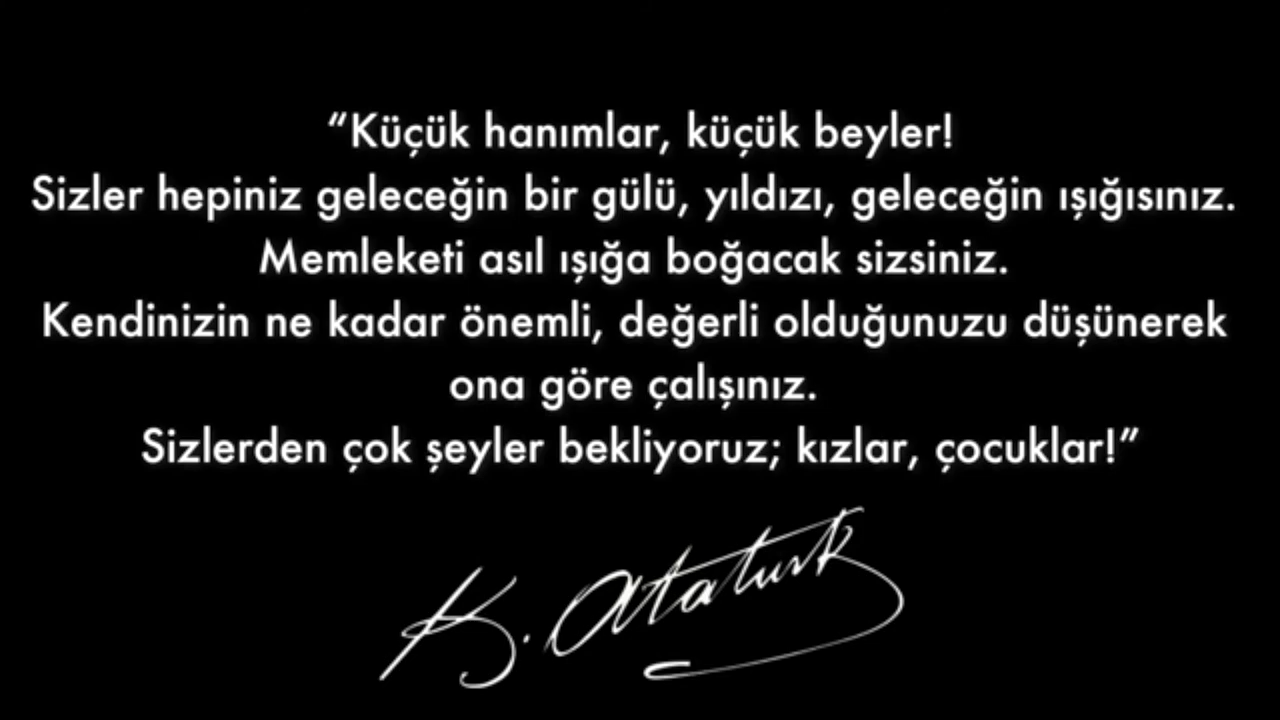 “Küçük hanımlar, küçük beyler!
Sizler hepiniz geleceğin bir gülü, yıldızı, geleceğin ışığısınız.
Memleketi asıl ışığa boğacak sizsiniz.
Kendinizin ne kadar önemli, değerli olduğunuzu düşünerek
ona göre çalışınız.
Sizlerden çok şeyler bekliyoruz; kızlar, çocuklar!”
K. Atatürk